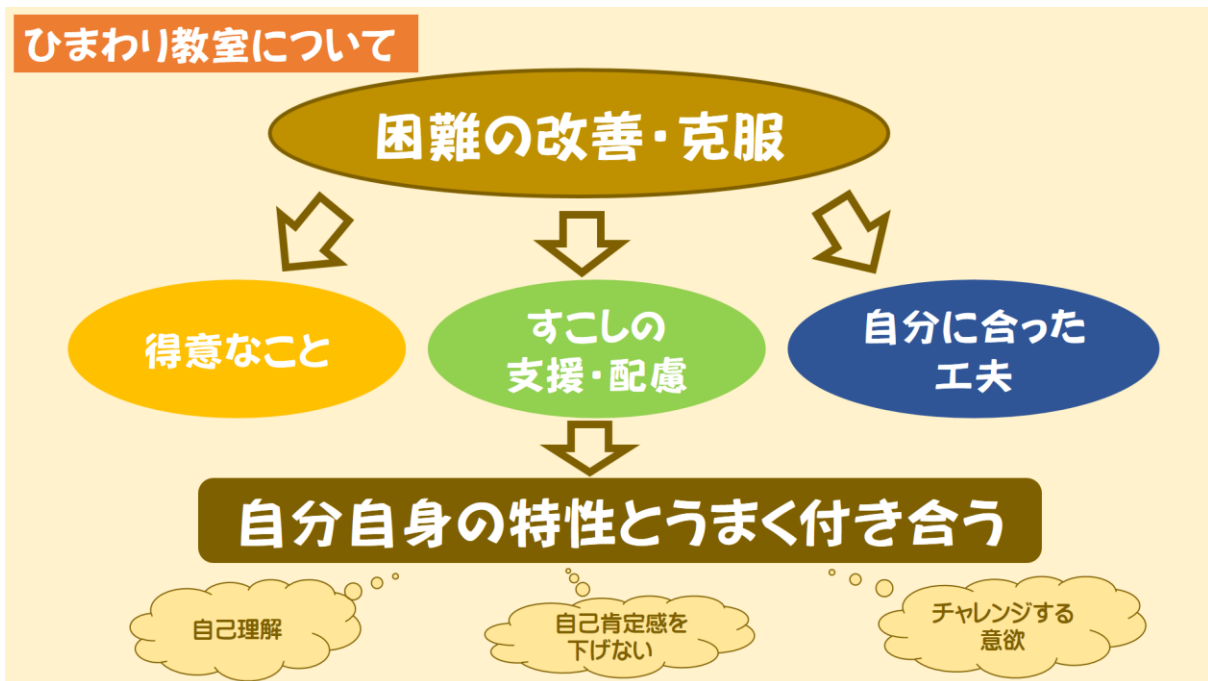 ひまわり教室について
困難の改善・克服
得意なこと
すこしの
支援・配慮
自分に合った
工夫
自分自身の特性とうまく付き合う
自己理解
自己肯定感を
下げない
チャレンジする
意欲